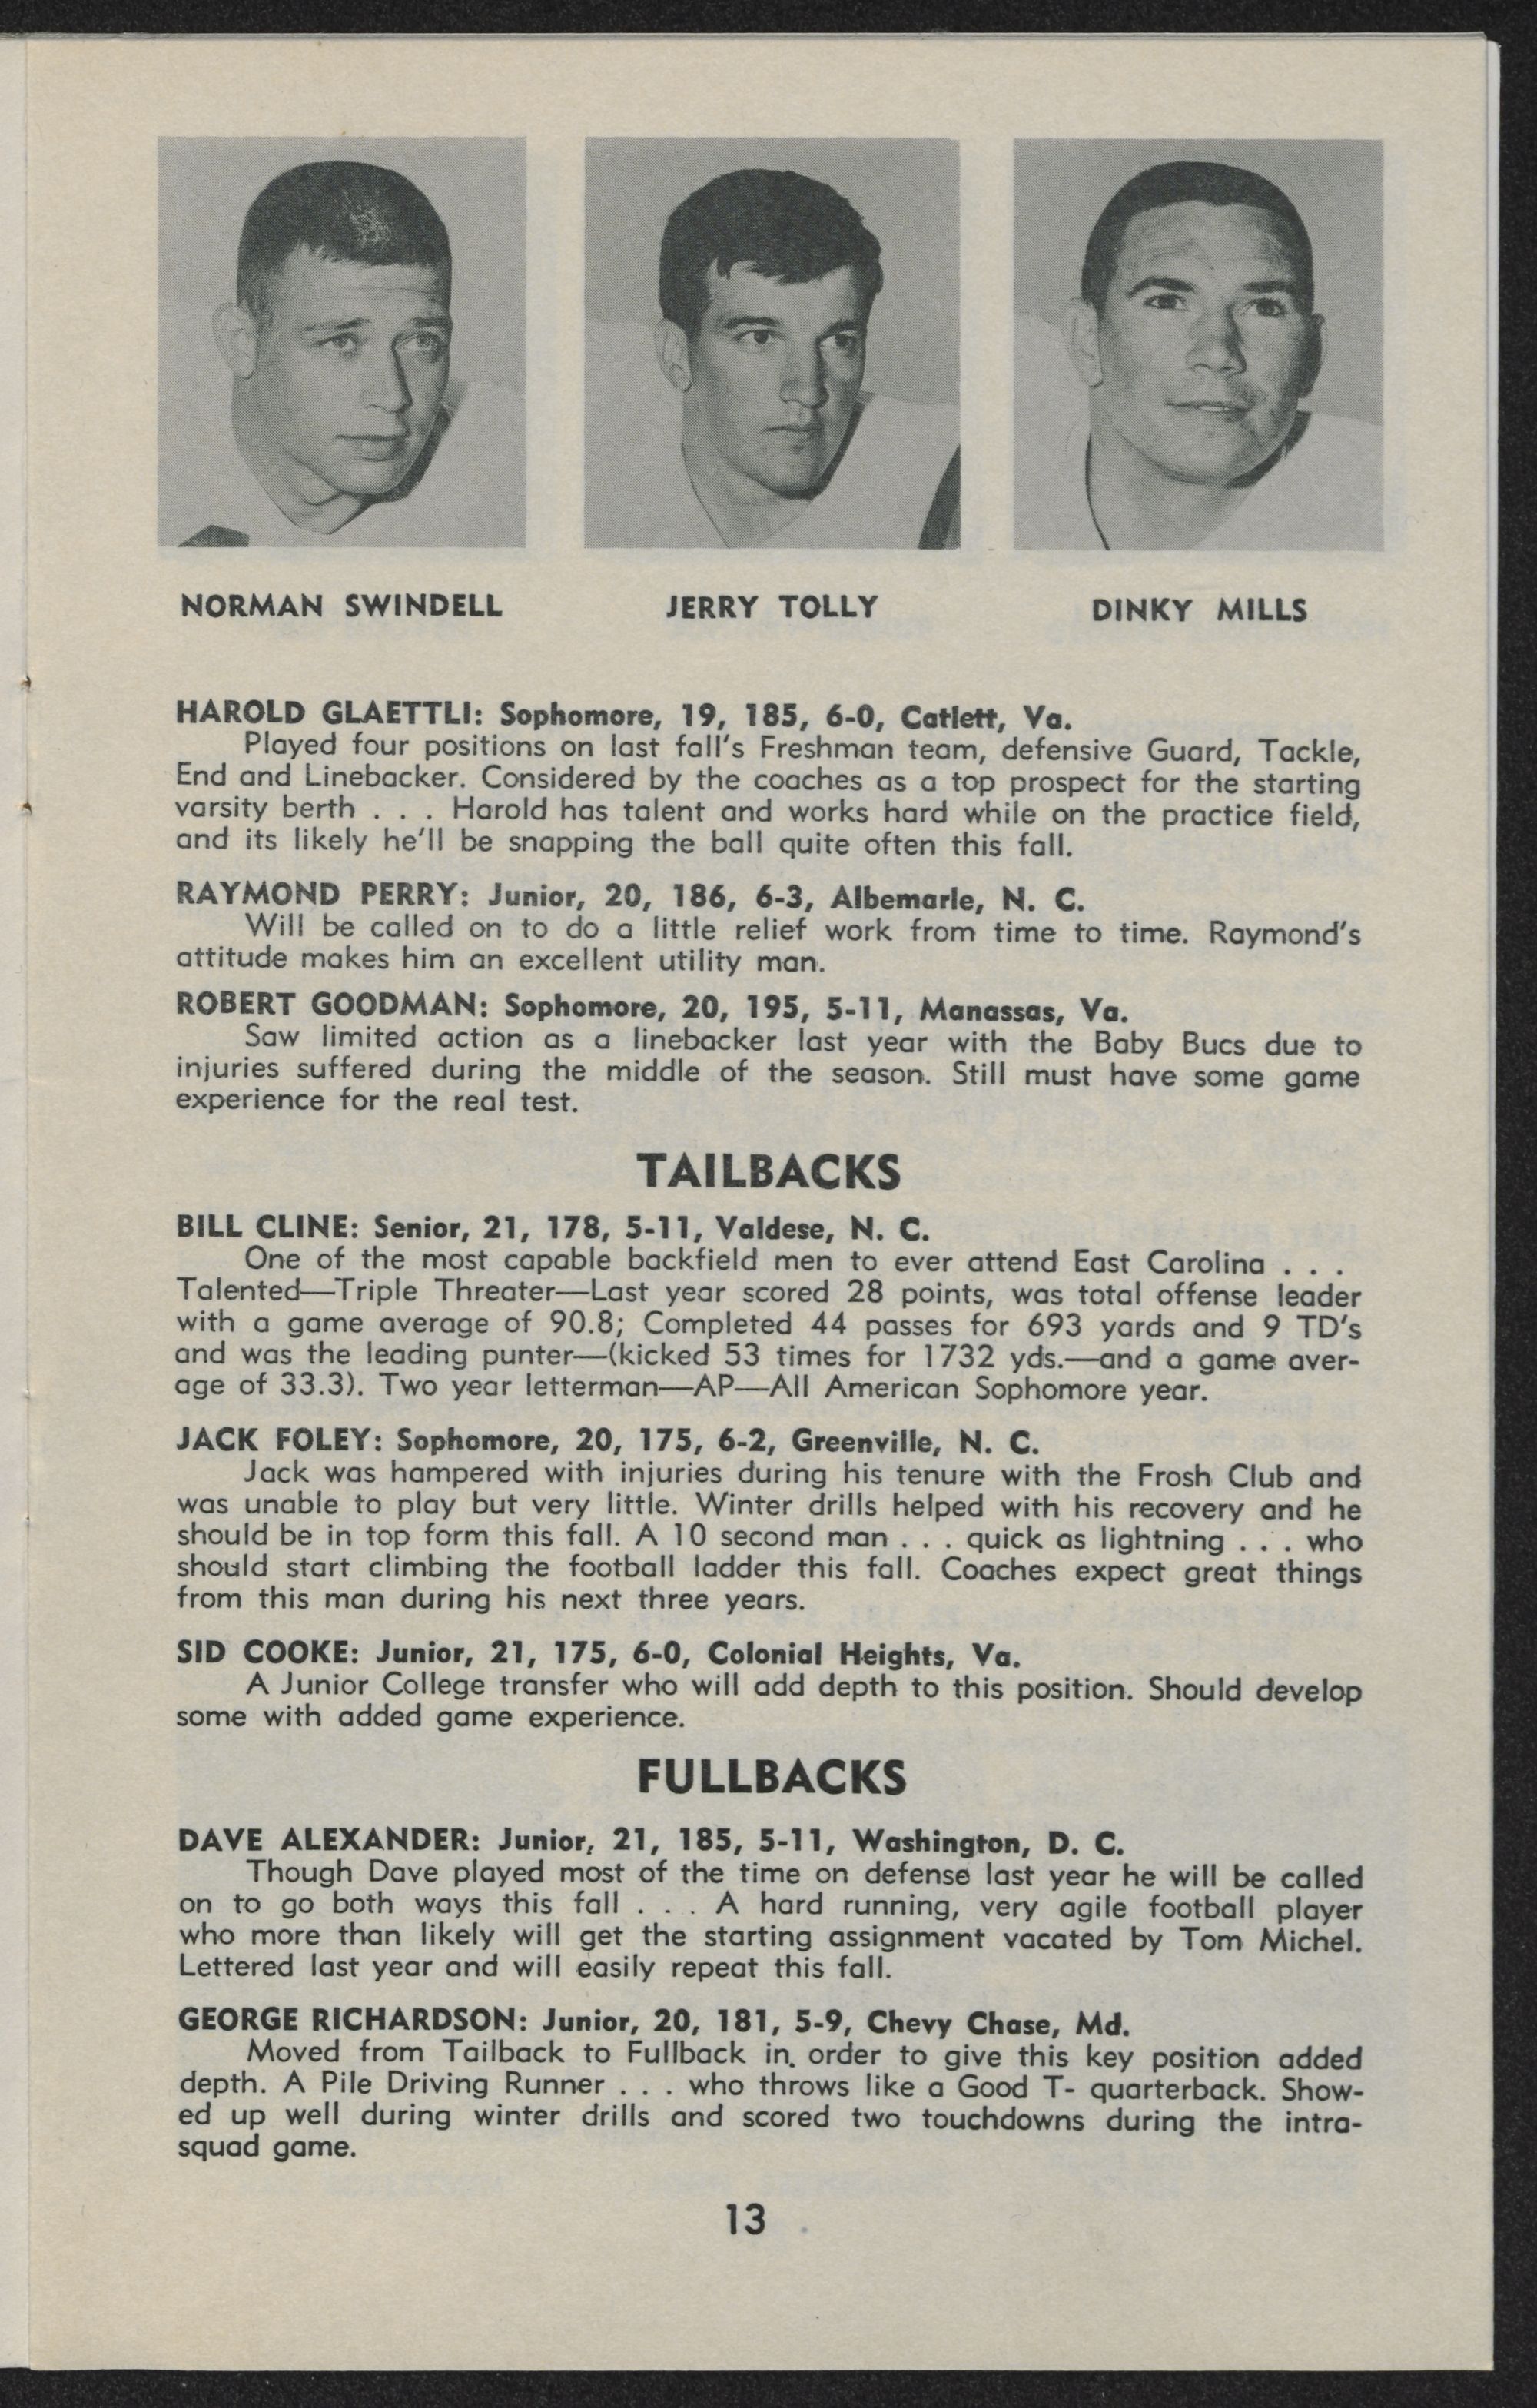 NORMAN SWINDELL
JERRY TOLLY
DINKY MILLS
HAROLD GLAETTLI: Sophomore, 19, 185, 6-0, Catlett, Va.
Played four positions on last fall's Freshman team, defensive Guard, Tackle,
End and Linebacker. Considered by the coaches as a top prospect for the starting
varsity berth . . . Harold has talent and works hard while on the practice field,
and its likely he'll be snapping the ball quite often this fall.
RAYMOND PERRY: Junior, 20, 186, 6-3, Albemarle, N. C.
Will be called on to do a little relief work from time to time. Raymond's
attitude makes him an excellent utility man.
ROBERT GOODMAN: Sophomore, 20, 195, 5-11, Manassas, Va.
Saw limited action as a linebacker last year with the Baby Bucs due to
injuries suffered during the middle of the season. Still must have some game
experience for the real test.
TAILBACKS
BILL CLINE: Senior, 21, 178, 5-11, Valdese, N. C.
One of the most capable backfield men to ever attend East Carolina . . .
Talented—Triple Threater—Last year scored 28 points, was total offense leader
with a game average of 90.8; Completed 44 passes for 693 yards and 9 TD's
and was the leading punter—(kicked 53 times for 1732 yds.—and a game aver-
age of 33.3). Two year letterman—AP—All American Sophomore year.
JACK FOLEY: Sophomore, 20, 175, 6-2, Greenville, N. C.
Jack was hampered with injuries during his tenure with the Frosh Club and
was unable to play but very little. Winter drills helped with his recovery and he
should be in top form this fall. A 10 second man . . . quick as lightning . . . who
should start climbing the football ladder this fall. Coaches expect great things
from this man during his next three years.
SID COOKE: Junior, 21, 175, 6-0, Colonial Heights, Va.
A Junior College transfer who will add depth to this position. Should develop
some with added game experience.
FULLBACKS
DAVE ALEXANDER: Junior, 21, 185, 5-11, Washington, D. C.
Though Dave played most of the time on defense last year he will be called
on to go both ways this fall . . . A hard running, very agile football player
who more than likely will get the starting assignment vacated by Tom Michel.
Lettered last year and will easily repeat this fall.
GEORGE RICHARDSON: Junior, 20, 181, 5-9, Chevy Chase, Md.
Moved from Tailback to Fullback in. order to give this key position added
depth. A Pile Driving Runner . . . who throws like a Good T- quarterback. Show-
ed up well during winter drills and scored two touchdowns during the intra-
squad game.
13